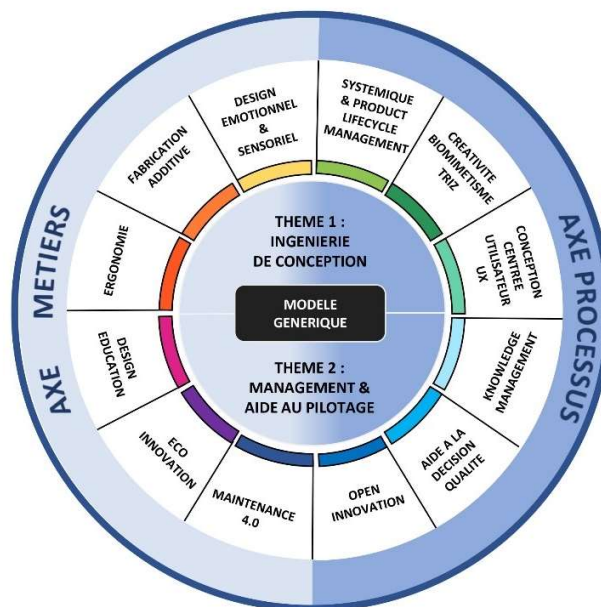 DESIGN
EMOTIONNEL
&
SENSORIEL
SYSTEMIQUE
& PRODUCT
LIFECYCLE
MANAGEMENT
CREATIVITE
BIOMIMETISME
TRIZ
CONCEPTION
CENTREE
UTILISATEUR
UX
KNOWLEDGE
MANAGEMENT
AIDE A LA
DECISION
QUALITE
OPEN
INNOVATION
MAINTENANCE
4.0
ECO
INNOVATION
DESIGN
EDUCATION
ERGONOMIE
FABRICATION
ADDITIVE
AXE METIERS
AXE PROCESSUS
THEME 1 :
INGENIERIE
DE CONCEPTION
MODELE
GENERIQUE
THEME 2 :
MANAGEMENT &
AIDE AU PILOTAGE